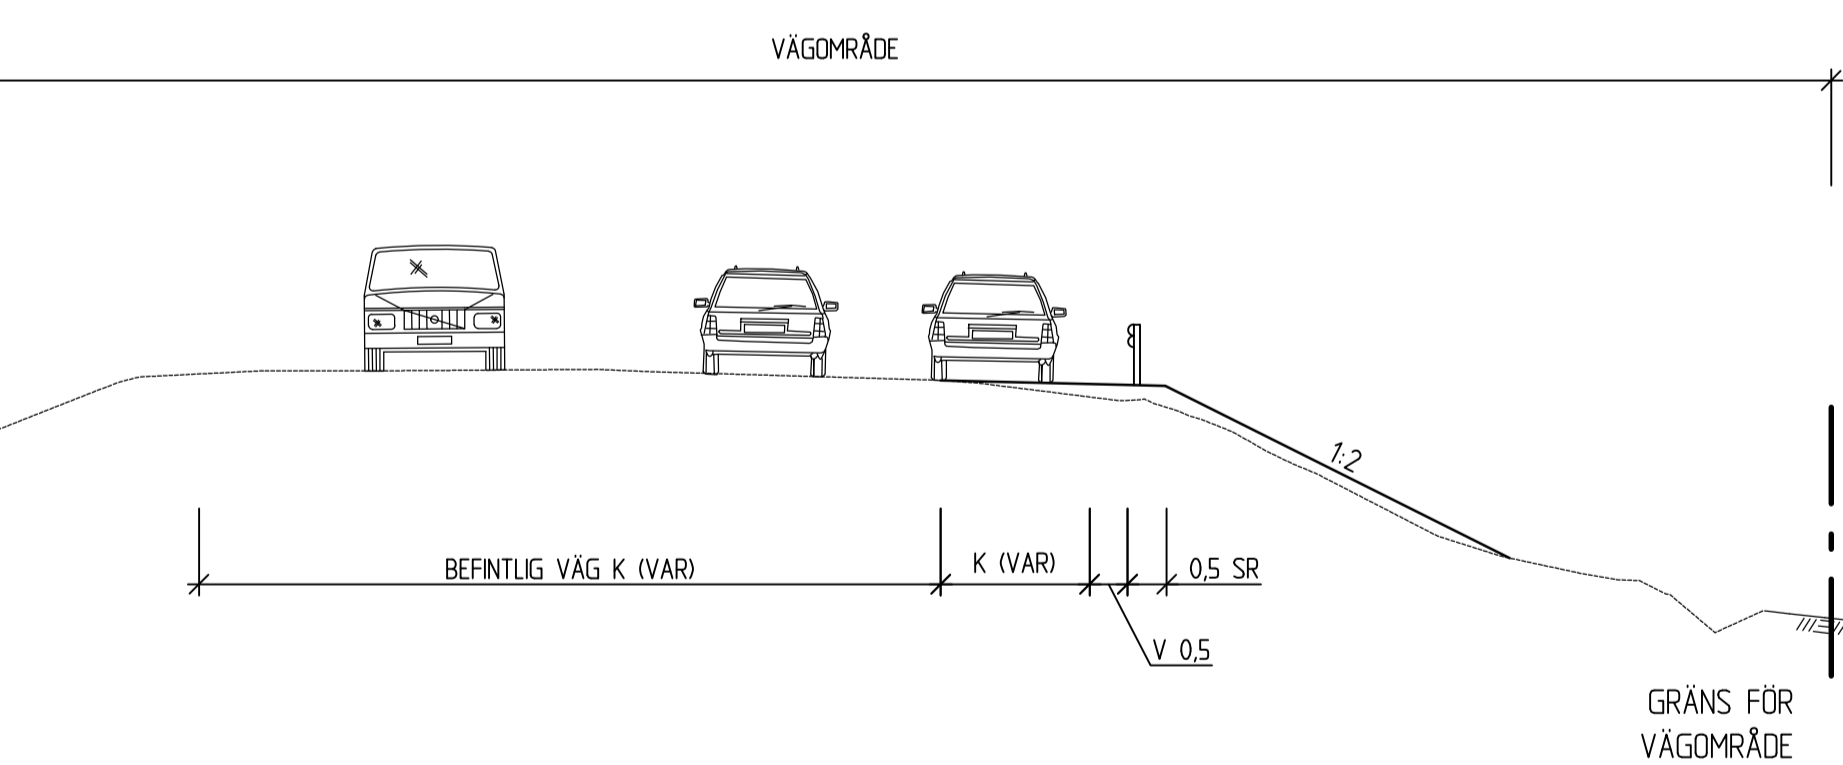 VÄGOMRÅDE
1:2
BEFINTLIG VÄG K (VAR)
K (VAR)
0,5 SR
V 0,5
GRÄNS FÖR
VÄGOMRÅDE